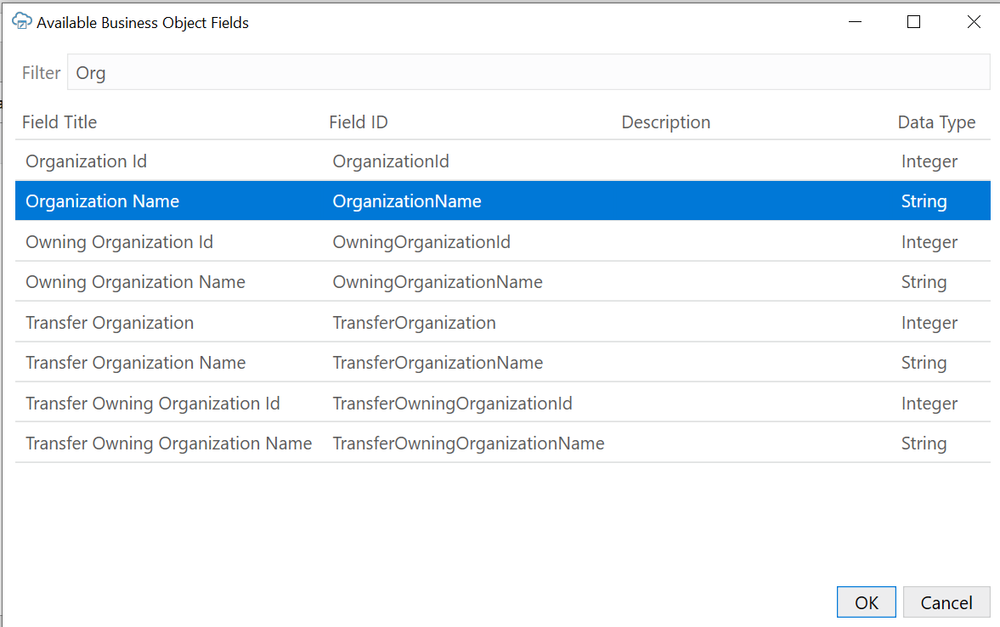 Available Business Object Fields
Filter Org
Field Title Field ID Description Data Type
Organization Id OrganizationId Integer
Organization Name OrganizationName String
Owning Organization Id OwningOrganizationId Integer
Owning Organization Name OwningOrganizationName String
Transfer Organization TransferOrganization Integer
Transfer Organization Name TransferOrganizationName String
Transfer Owning Organization Id TransferOwningOrganizationId Integer
Transfer Owning Organization Name TransferOwningOrganizationName String
OK Cancel